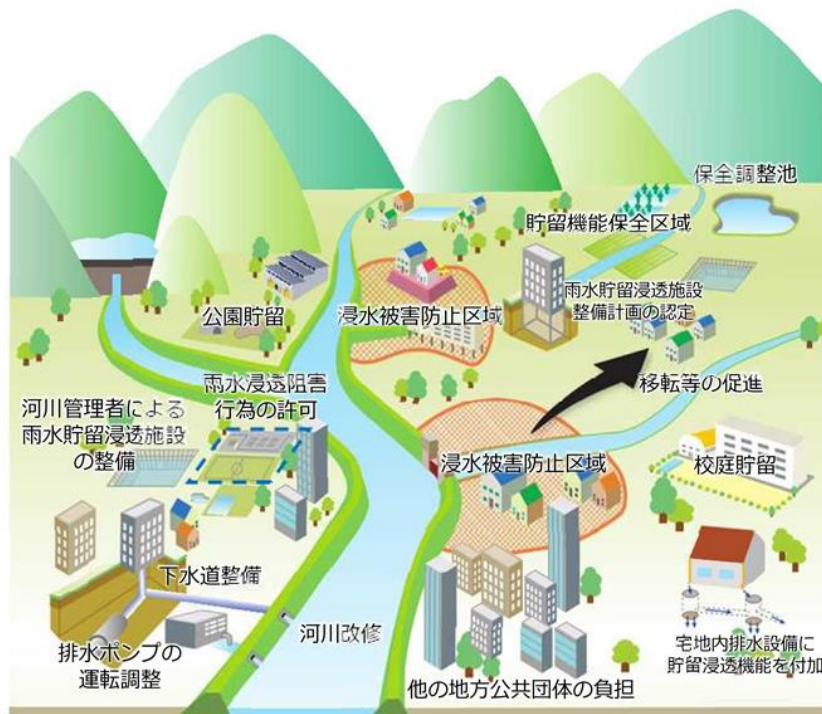 保全調整池
貯留機能保全区域
雨水貯留浸透施設
整備計画の認定
公園貯留
浸水被害防止区域
移転等の促進
雨水浸透阻害
行為の許可
河川管理者による
雨水貯留浸透施設
の整備
浸水被害防止区域
校庭貯留
下水道整備
河川改修
排水ポンプの
運転調整
宅地内排水設備に
貯留浸透機能を付加
他の地方公共団体の負担